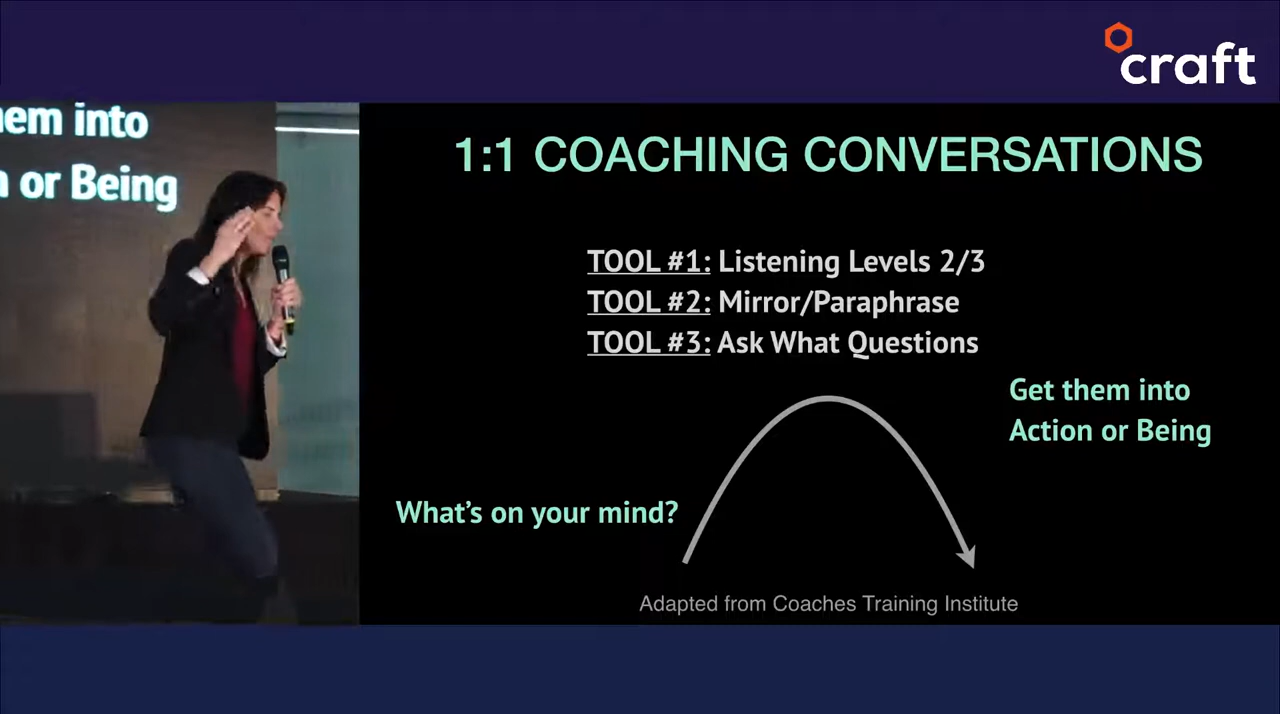 craft
em into
or Being
1:1 COACHING CONVERSATIONS
TOOL #1: Listening Levels 2/3
TOOL #2: Mirror/Paraphrase
TOOL #3: Ask What Questions
Get them into
Action or Being
What's on your mind?
Adapted from Coaches Training Institute